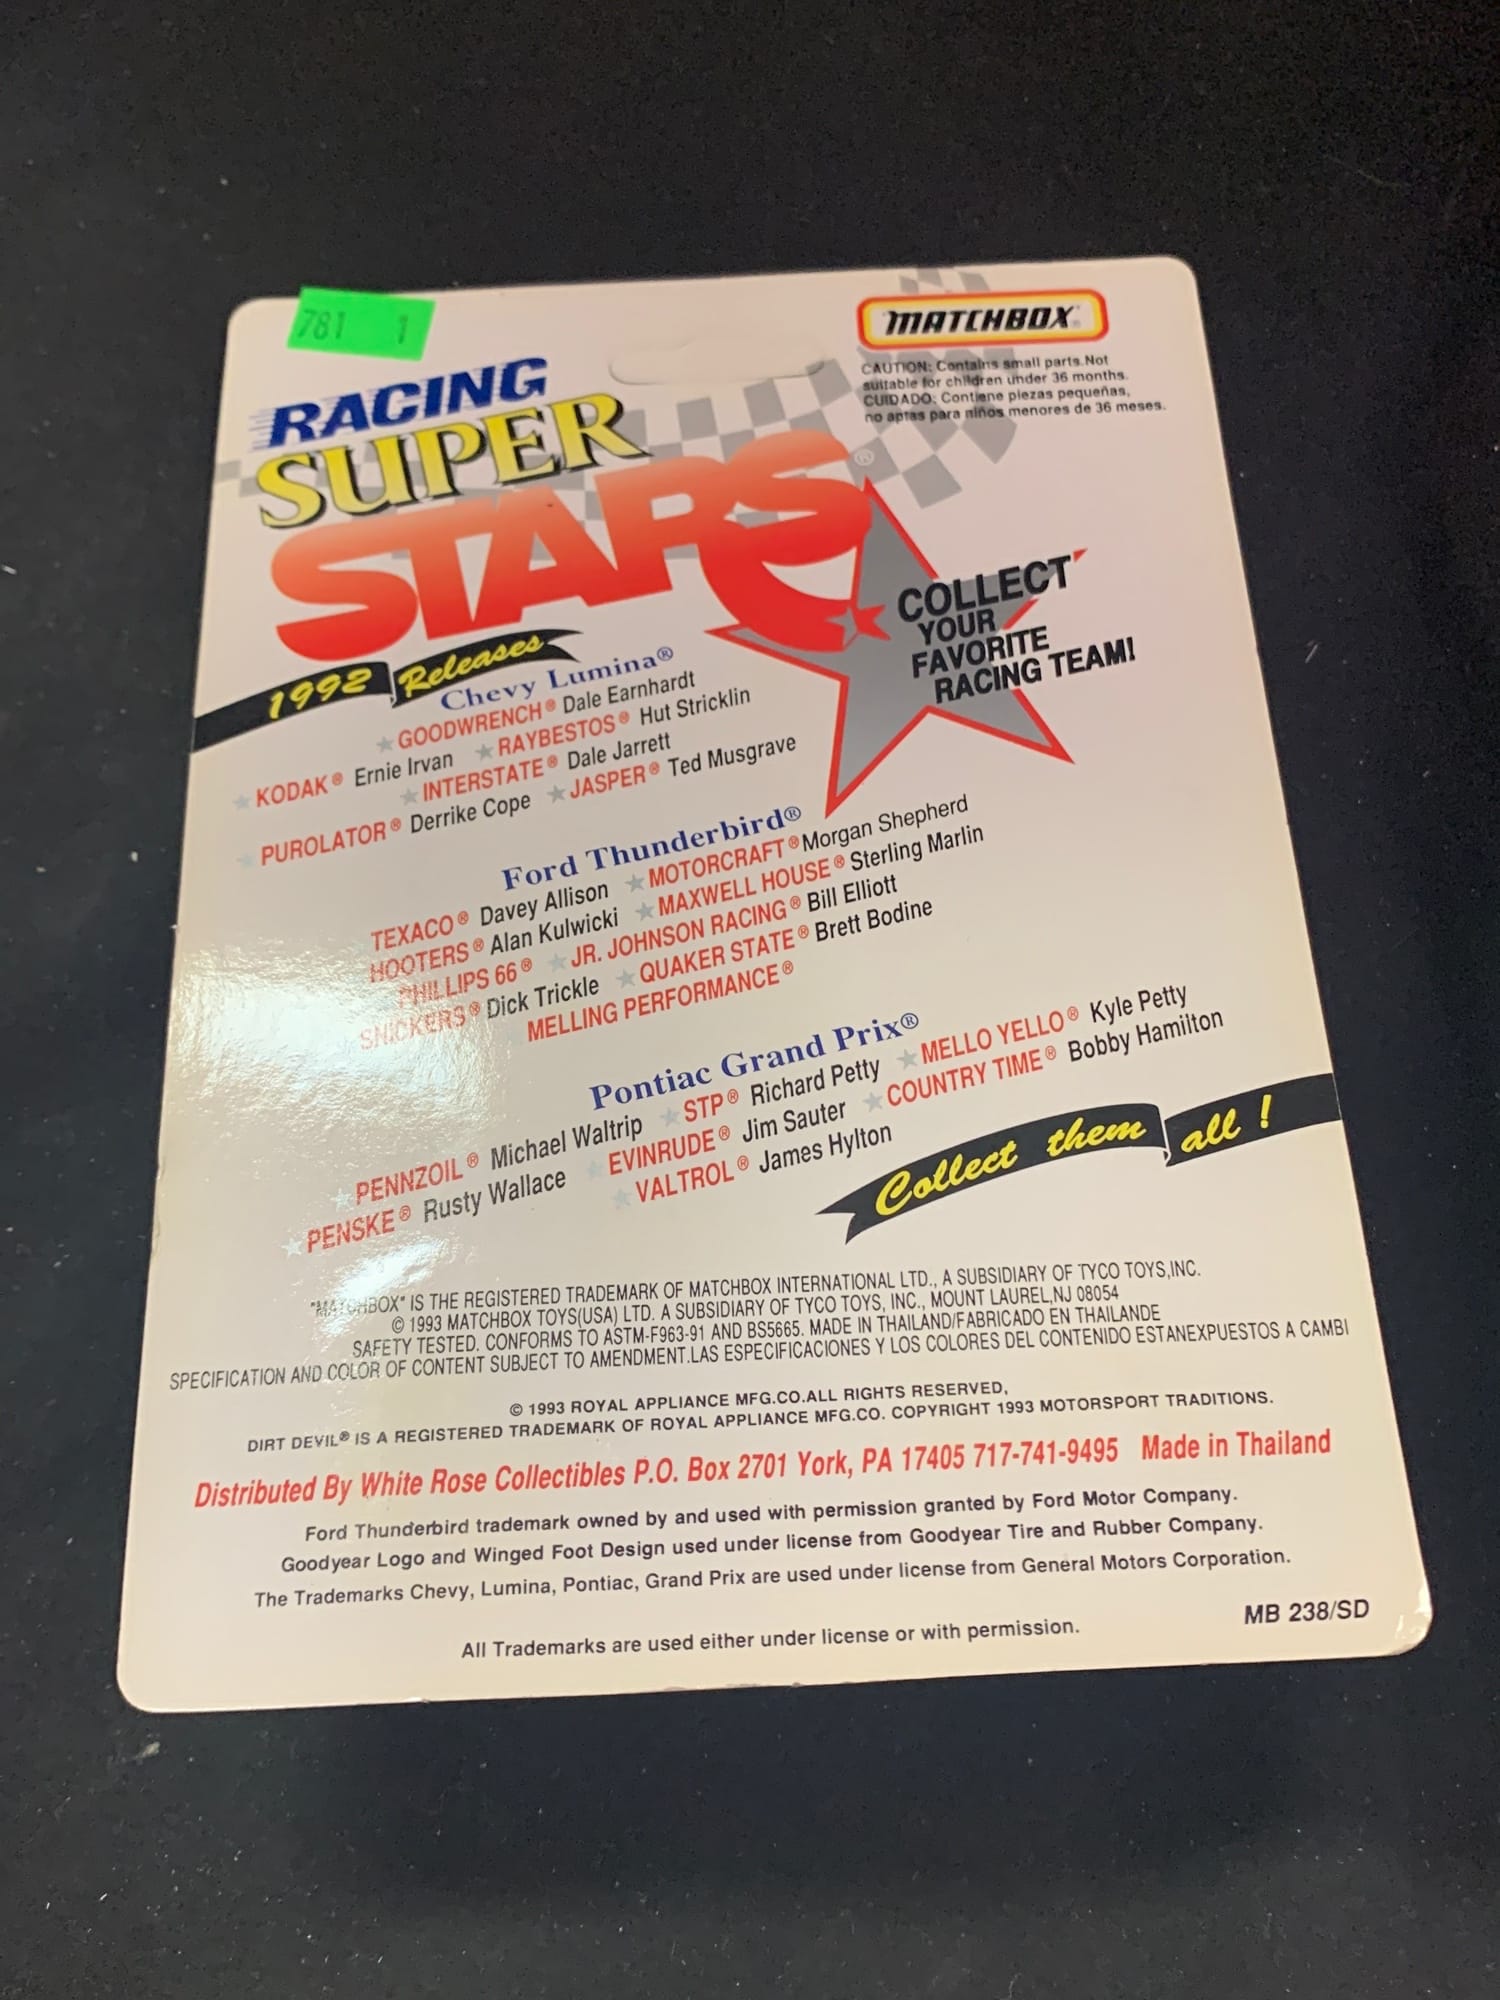 781 1
MATCHBOX®
CAUTION: Contains small parts. Not
suitable for children under 36 months.
CUIDADO: Contiene piezas pequeñas,
no aptas para niños menores de 36 meses.
RACING
SUPER
STARS®
COLLECT
YOUR
FAVORITE
RACING TEAM!
1992 Releases
Chevy Lumina®
GOODWRENCH® Dale Earnhardt
KODAK® Ernie Irvan RAYBESTOS® Hut Stricklin
INTERSTATE® Dale Jarrett
PUROLATOR® Derrike Cope JASPER® Ted Musgrave
Ford Thunderbird®
TEXACO® Davey Allison MOTORCRAFT® Morgan Shepherd
HOOTERS® Alan Kulwicki MAXWELL HOUSE® Sterling Marlin
PHILLIPS 66® JR. JOHNSON RACING® Bill Elliott
SNICKERS® Dick Trickle QUAKER STATE® Brett Bodine
MELLING PERFORMANCE®
Pontiac Grand Prix®
PENNZOIL® Michael Waltrip STP® Richard Petty MELLO YELLO® Kyle Petty
PENSKE® Rusty Wallace EVINRUDE® Jim Sauter COUNTRY TIME® Bobby Hamilton
VALTROL® James Hylton
Collect them all !
"MATCHBOX" IS THE REGISTERED TRADEMARK OF MATCHBOX INTERNATIONAL LTD., A SUBSIDIARY OF TYCO TOYS,INC.
© 1993 MATCHBOX TOYS(USA) LTD. A SUBSIDIARY OF TYCO TOYS, INC., MOUNT LAUREL,NJ 08054
SAFETY TESTED. CONFORMS TO ASTM-F963-91 AND BS5665. MADE IN THAILAND/FABRICADO EN THAILANDE
SPECIFICATION AND COLOR OF CONTENT SUBJECT TO AMENDMENT.LAS ESPECIFICACIONES Y LOS COLORES DEL CONTENIDO ESTANEXPUESTOS A CAMBI
© 1993 ROYAL APPLIANCE MFG.CO.ALL RIGHTS RESERVED,
DIRT DEVIL® IS A REGISTERED TRADEMARK OF ROYAL APPLIANCE MFG.CO. COPYRIGHT 1993 MOTORSPORT TRADITIONS.
Distributed By White Rose Collectibles P.O. Box 2701 York, PA 17405 717-741-9495 Made in Thailand
Ford Thunderbird trademark owned by and used with permission granted by Ford Motor Company.
Goodyear Logo and Winged Foot Design used under license from Goodyear Tire and Rubber Company.
The Trademarks Chevy, Lumina, Pontiac, Grand Prix are used under license from General Motors Corporation.
All Trademarks are used either under license or with permission.
MB 238/SD